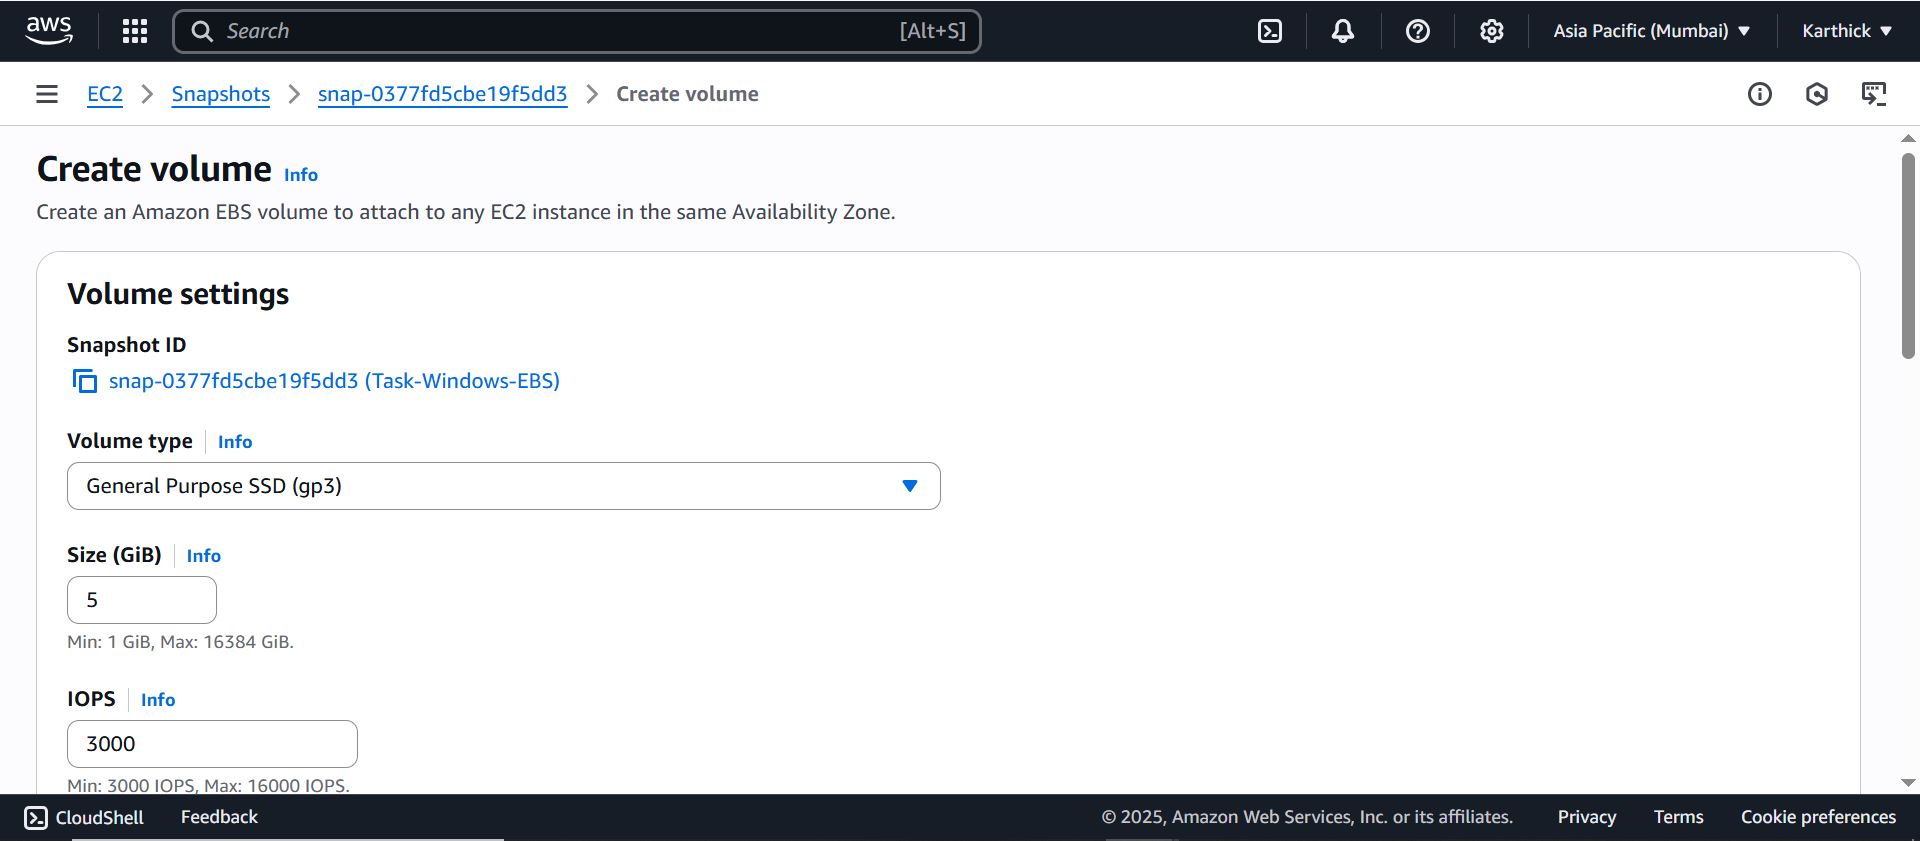 aws Search [Alt+S] Asia Pacific (Mumbai) Karthick
EC2 Snapshots snap-0377fd5cbe19f5dd3 Create volume
Create volume Info
Create an Amazon EBS volume to attach to any EC2 instance in the same Availability Zone.
Volume settings
Snapshot ID
snap-0377fd5cbe19f5dd3 (Task-Windows-EBS)
Volume type Info
General Purpose SSD (gp3)
Size (GiB) Info
5
Min: 1 GiB, Max: 16384 GiB.
IOPS Info
3000
Min: 3000 IOPS, Max: 16000 IOPS.
CloudShell Feedback © 2025, Amazon Web Services, Inc. or its affiliates. Privacy Terms Cookie preferences